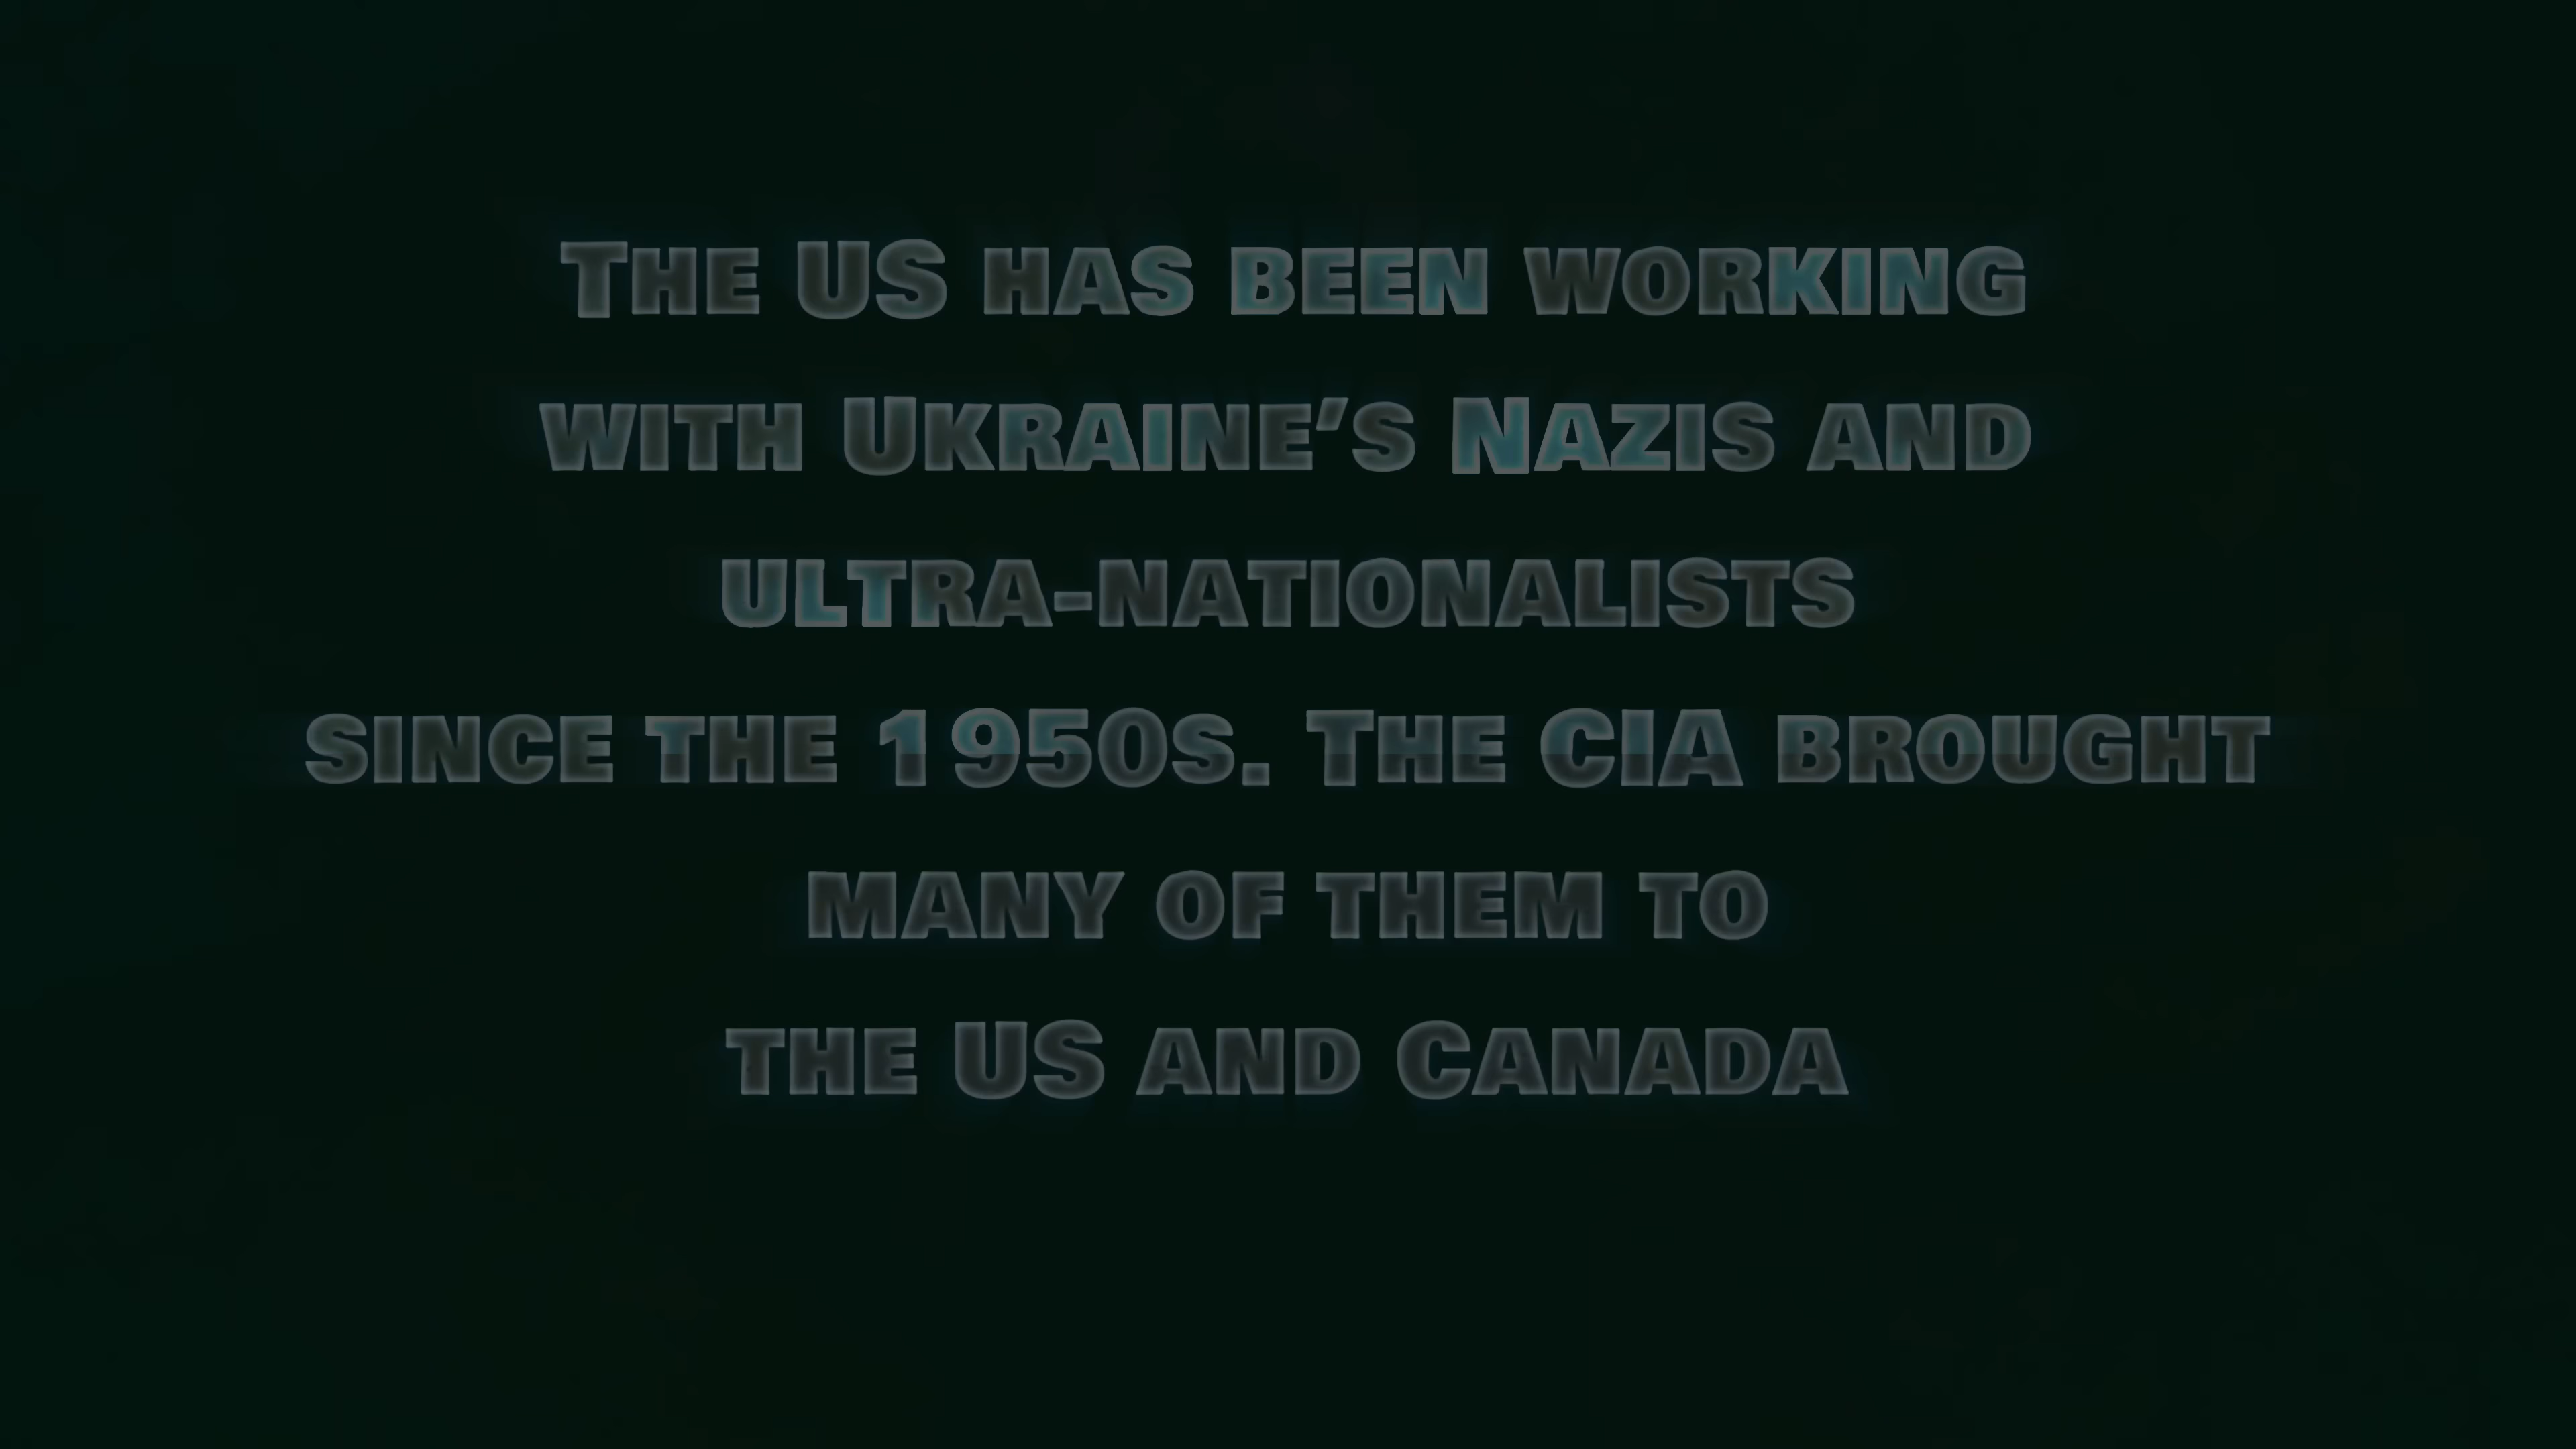 The US has been working
with Ukraine's Nazis and
ultra-nationalists
since the 1950s. The CIA brought
many of them to
the US and Canada